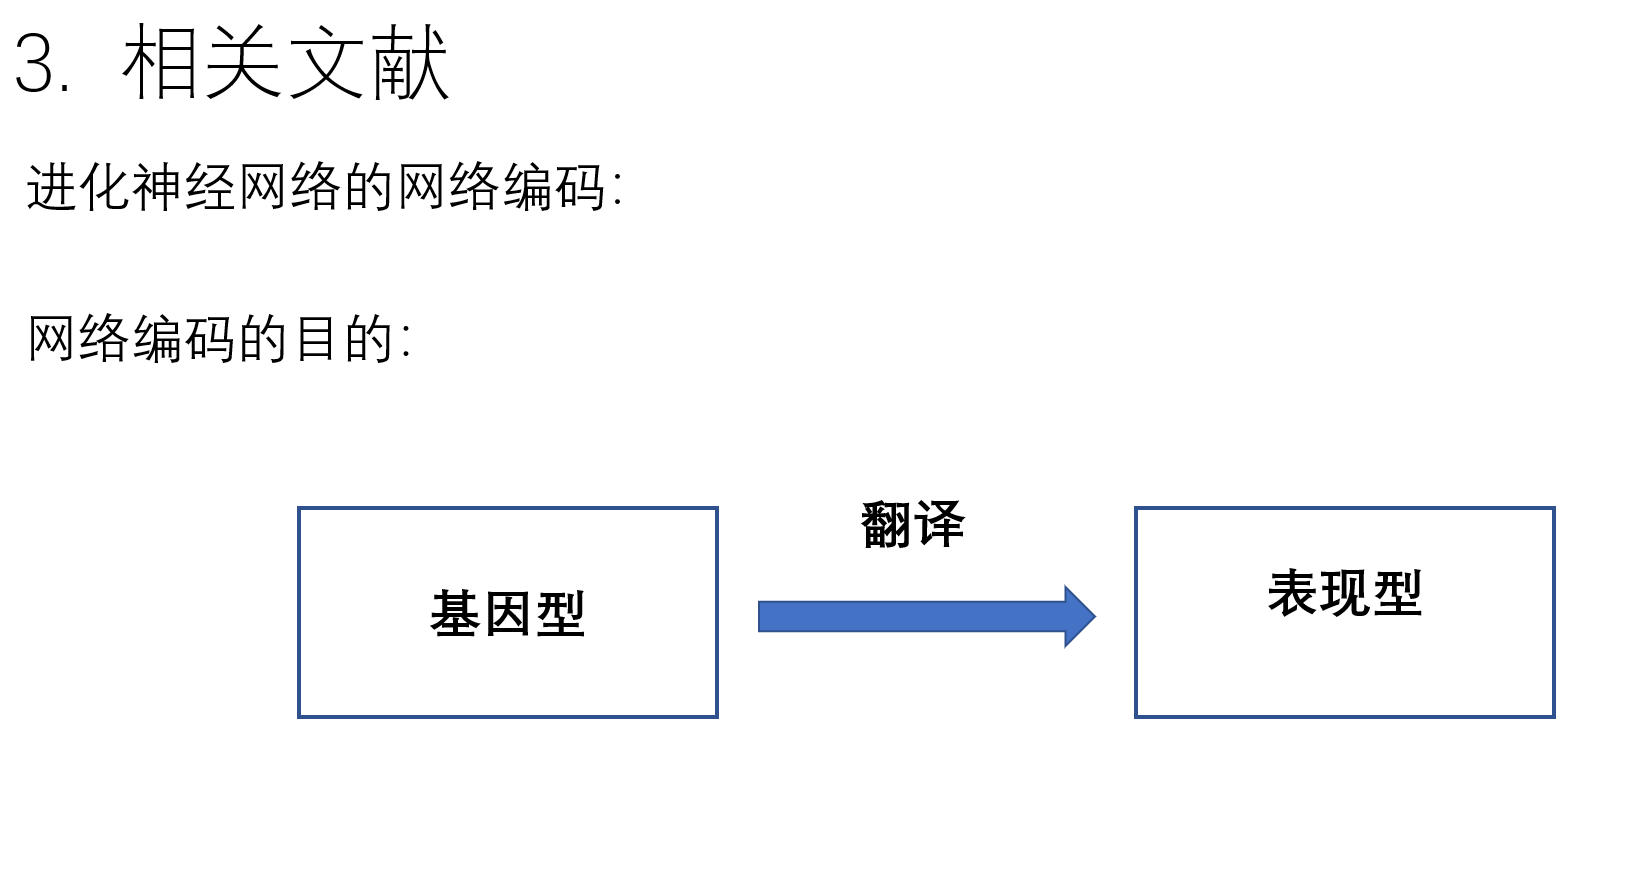 3. 相关文献
进化神经网络的网络编码：
网络编码的目的：
翻译
基因型
表现型